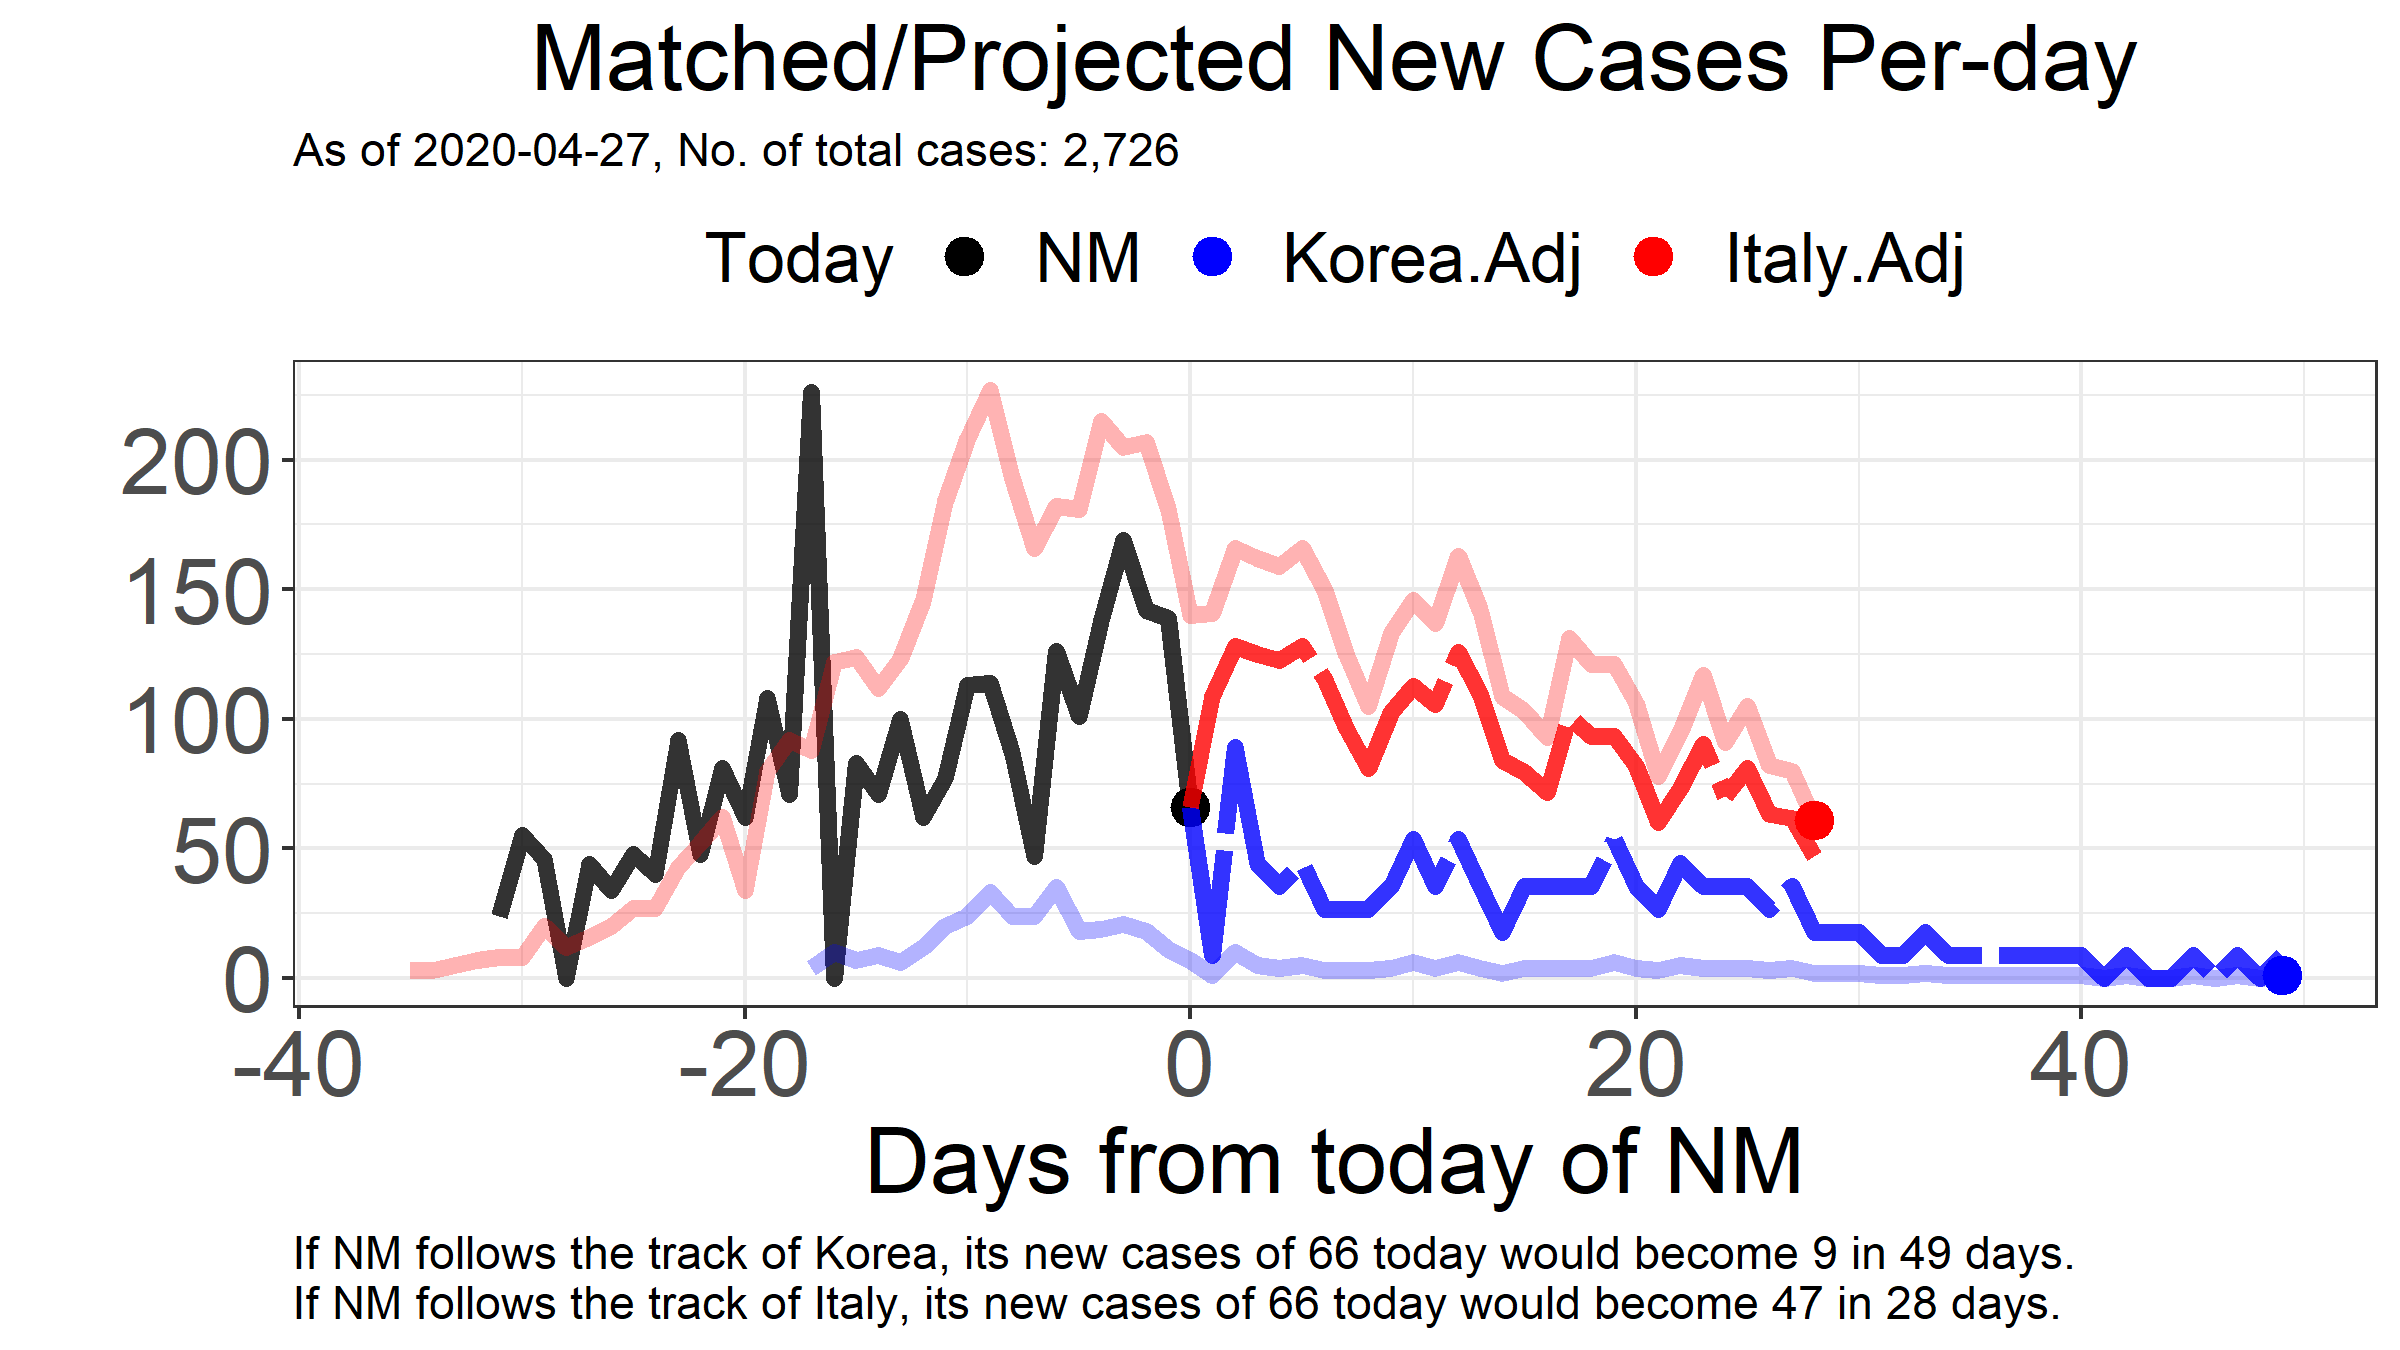 Matched/Projected New Cases Per-day
As of 2020-04-27, No. of total cases: 2,726
Today NM Korea.Adj Italy.Adj
200
150
100
50
0
-40 -20 0 20 40
Days from today of NM
If NM follows the track of Korea, its new cases of 66 today would become 9 in 49 days.
If NM follows the track of Italy, its new cases of 66 today would become 47 in 28 days.